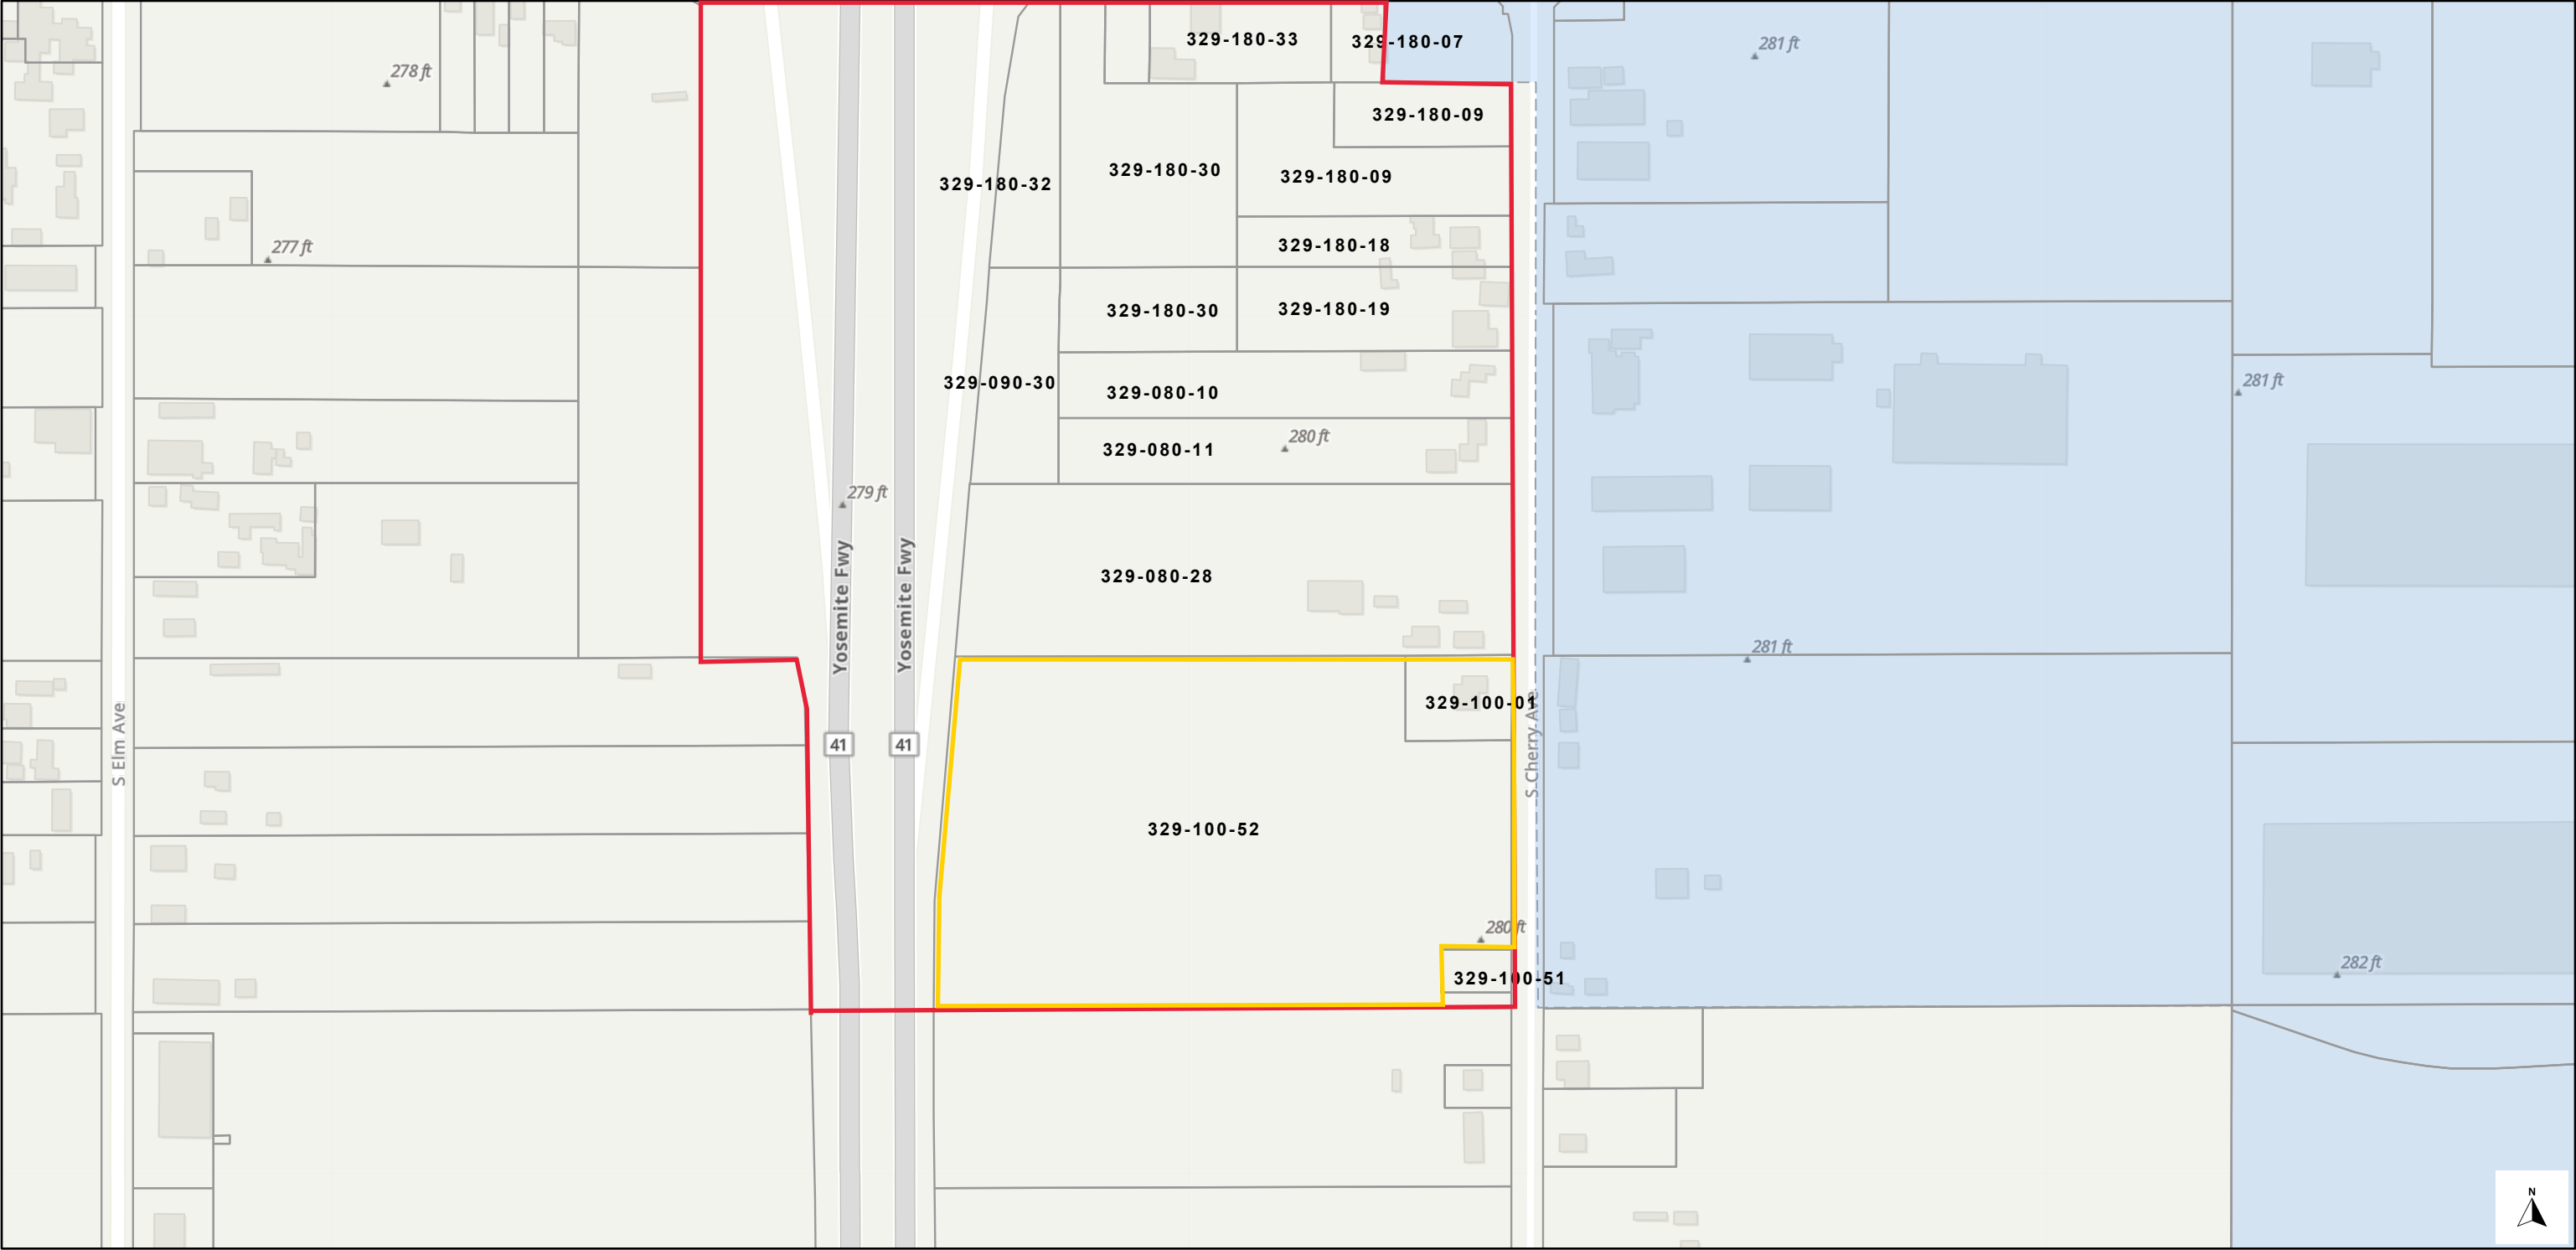 329-180-33
329-180-07
281 ft
278 ft
329-180-09
329-180-30
329-180-09
329-180-32
277 ft
329-180-18
329-180-30
329-180-19
329-090-30
329-080-10
281 ft
329-080-11
280 ft
279 ft
329-080-28
Yosemite Fwy
Yosemite Fwy
281 ft
329-100-01
S Elm Ave
S Cherry Ave
41
41
329-100-52
280 ft
329-100-51
282 ft
N